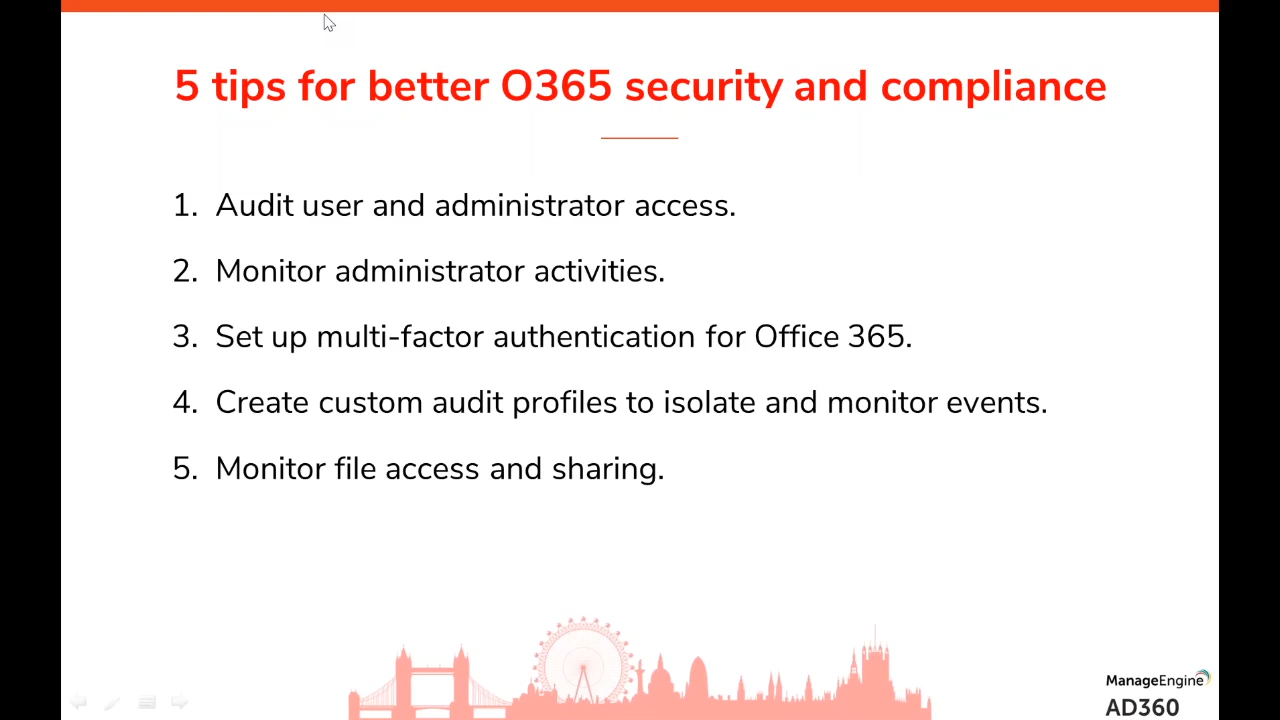 5 tips for better O365 security and compliance
1. Audit user and administrator access.
2. Monitor administrator activities.
3. Set up multi-factor authentication for Office 365.
4. Create custom audit profiles to isolate and monitor events.
5. Monitor file access and sharing.
ManageEngine
AD360